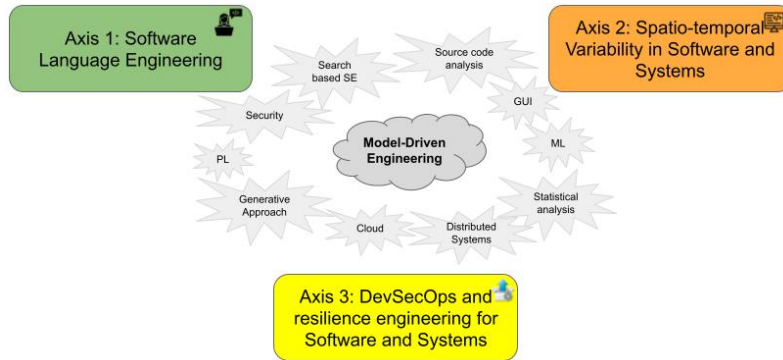 Axis 1: Software
Language Engineering
Axis 2: Spatio-temporal
Variability in Software and
Systems
Search
based SE
Source code
analysis
Security
GUI
Model-Driven
Engineering
PL
ML
Generative
Approach
Statistical
analysis
Cloud
Distributed
Systems
Axis 3: DevSecOps and
resilience engineering for
Software and Systems